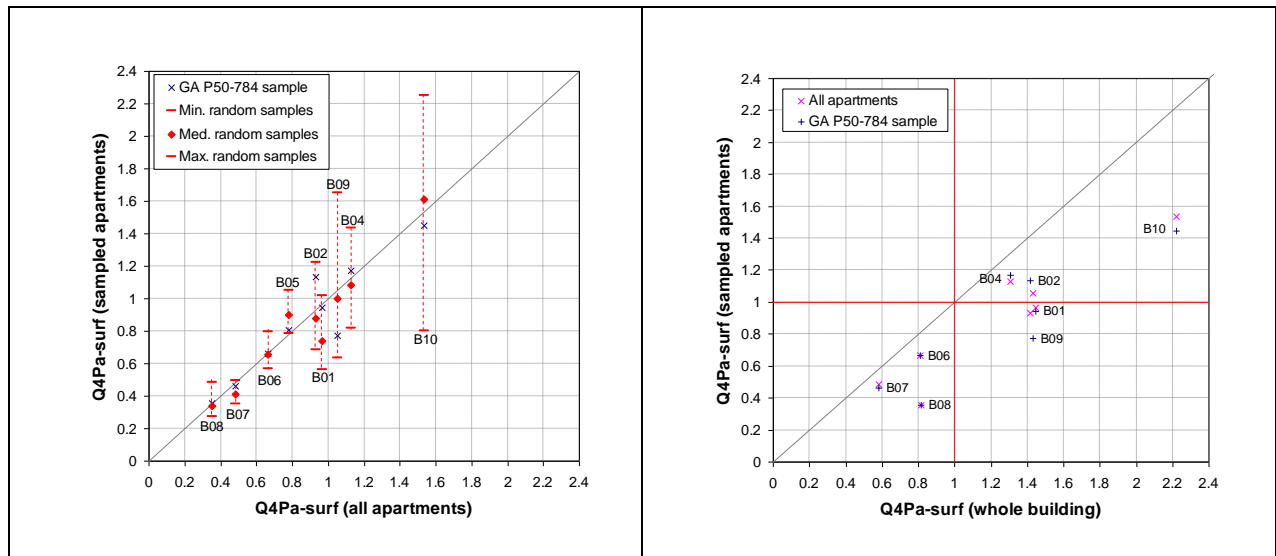 2.4
2.2
2
1.8
1.6
1.4
1.2
1
0.8
0.6
0.4
0.2
0
Q4Pa-surf (sampled apartments)
GA P50-784 sample
Min. random samples
Med. random samples
Max. random samples
B09
B04
B02
B05
B10
B01
B06
B07
B08
0 0.2 0.4 0.6 0.8 1 1.2 1.4 1.6 1.8 2 2.2 2.4
Q4Pa-surf (all apartments)
2.4
2.2
2
1.8
1.6
1.4
1.2
1
0.8
0.6
0.4
0.2
0
Q4Pa-surf (sampled apartments)
All apartments
GA P50-784 sample
B10
B04
B02
B01
B09
B06
B07
B08
0 0.2 0.4 0.6 0.8 1 1.2 1.4 1.6 1.8 2 2.2 2.4
Q4Pa-surf (whole building)